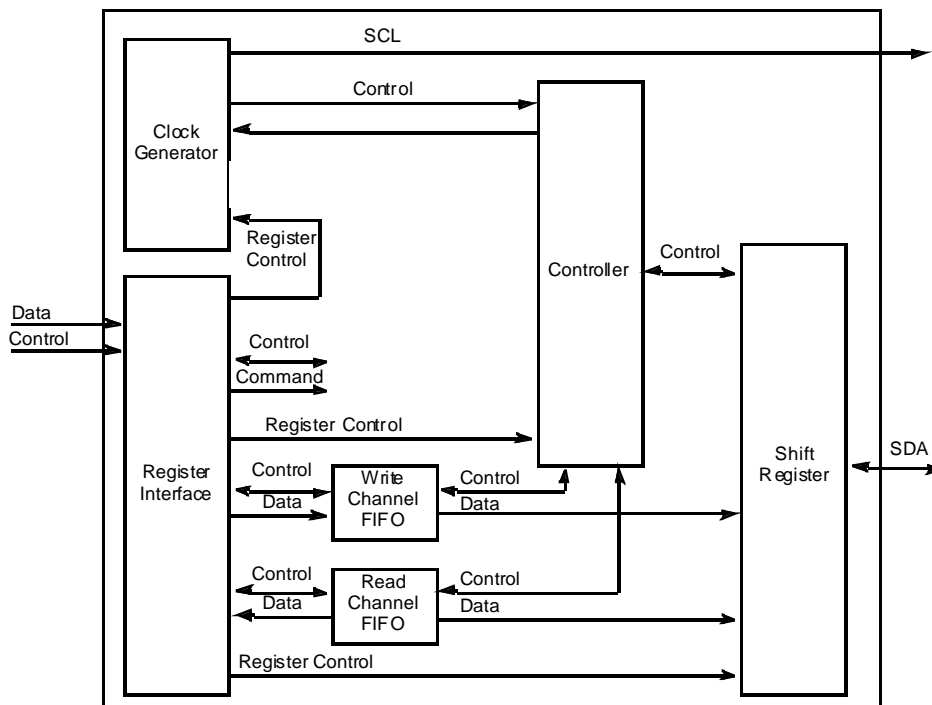 SCL
Control
Clock
Generator
Register
Control
Controller
Control
Data
Control
Control
Command
Register Control
Register
Interface
Control
Data
Write
Channel
FIFO
Control
Data
Shift
Register
SDA
Control
Data
Read
Channel
FIFO
Control
Data
Register Control